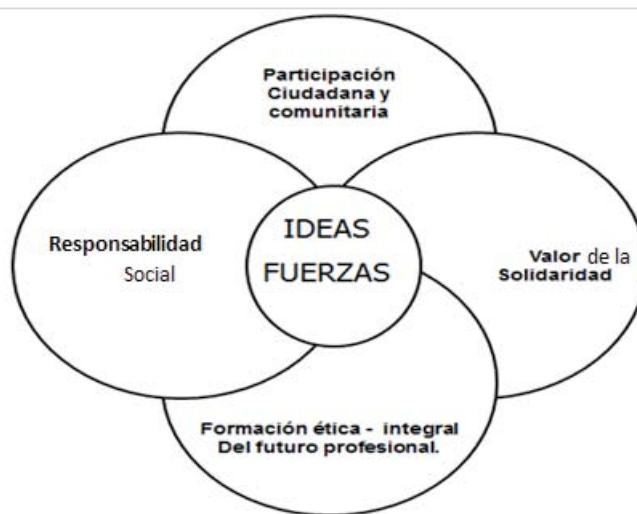 Participación
Ciudadana y
comunitaria
Responsabilidad
Social
IDEAS
FUERZAS
Valor de la
Solidaridad
Formación ética - integral
Del futuro profesional.